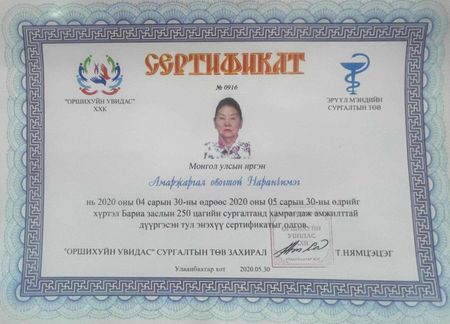 СЕРТИФИКАТ
"ОРШИХУЙН УВИДАС"
ХХК
№ 0916
ЭРҮҮЛ МЭНДИЙН
СУРГАЛТЫН ТӨВ
Монгол улсын иргэн
Амаржаргал овогтой Наранчимэг
нь 2020 оны 04 сарын 30-ны өдрөөс 2020 оны 05 сарын 30-ны өдрийг
хүртэл Бариа заслын 250 цагийн сургалтанд хамрагдаж амжилттай
дүүргэсэн тул энэхүү сертификатыг олгов.
"ОРШИХУЙН УВИДАС" СУРГАЛТЫН ТӨВ ЗАХИРАЛ Т.НЯМЦЭЦЭГ
Улаанбаатар хот 2020.05.30